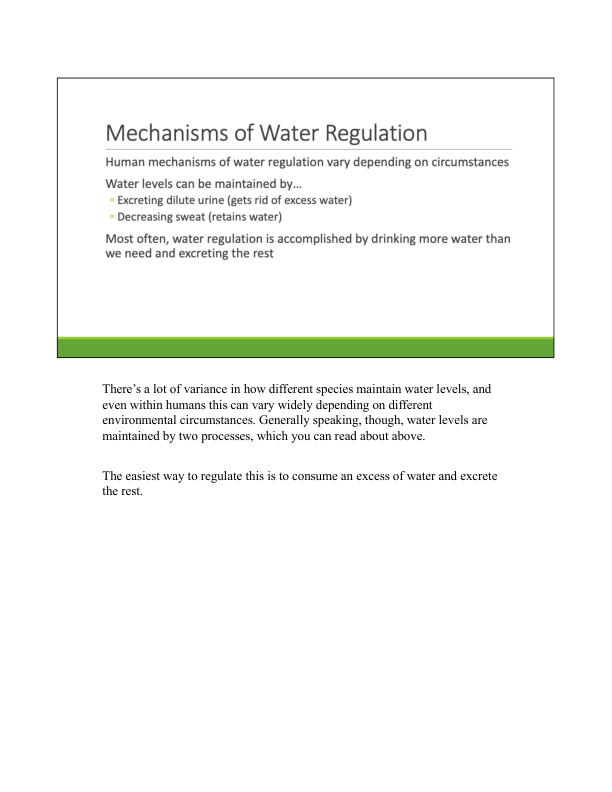 Mechanisms of Water Regulation
Human mechanisms of water regulation vary depending on circumstances
Water levels can be maintained by…
▫ Excreting dilute urine (gets rid of excess water)
▫ Decreasing sweat (retains water)
Most often, water regulation is accomplished by drinking more water than
we need and excreting the rest
There’s a lot of variance in how different species maintain water levels, and
even within humans this can vary widely depending on different
environmental circumstances. Generally speaking, though, water levels are
maintained by two processes, which you can read about above.
The easiest way to regulate this is to consume an excess of water and excrete
the rest.